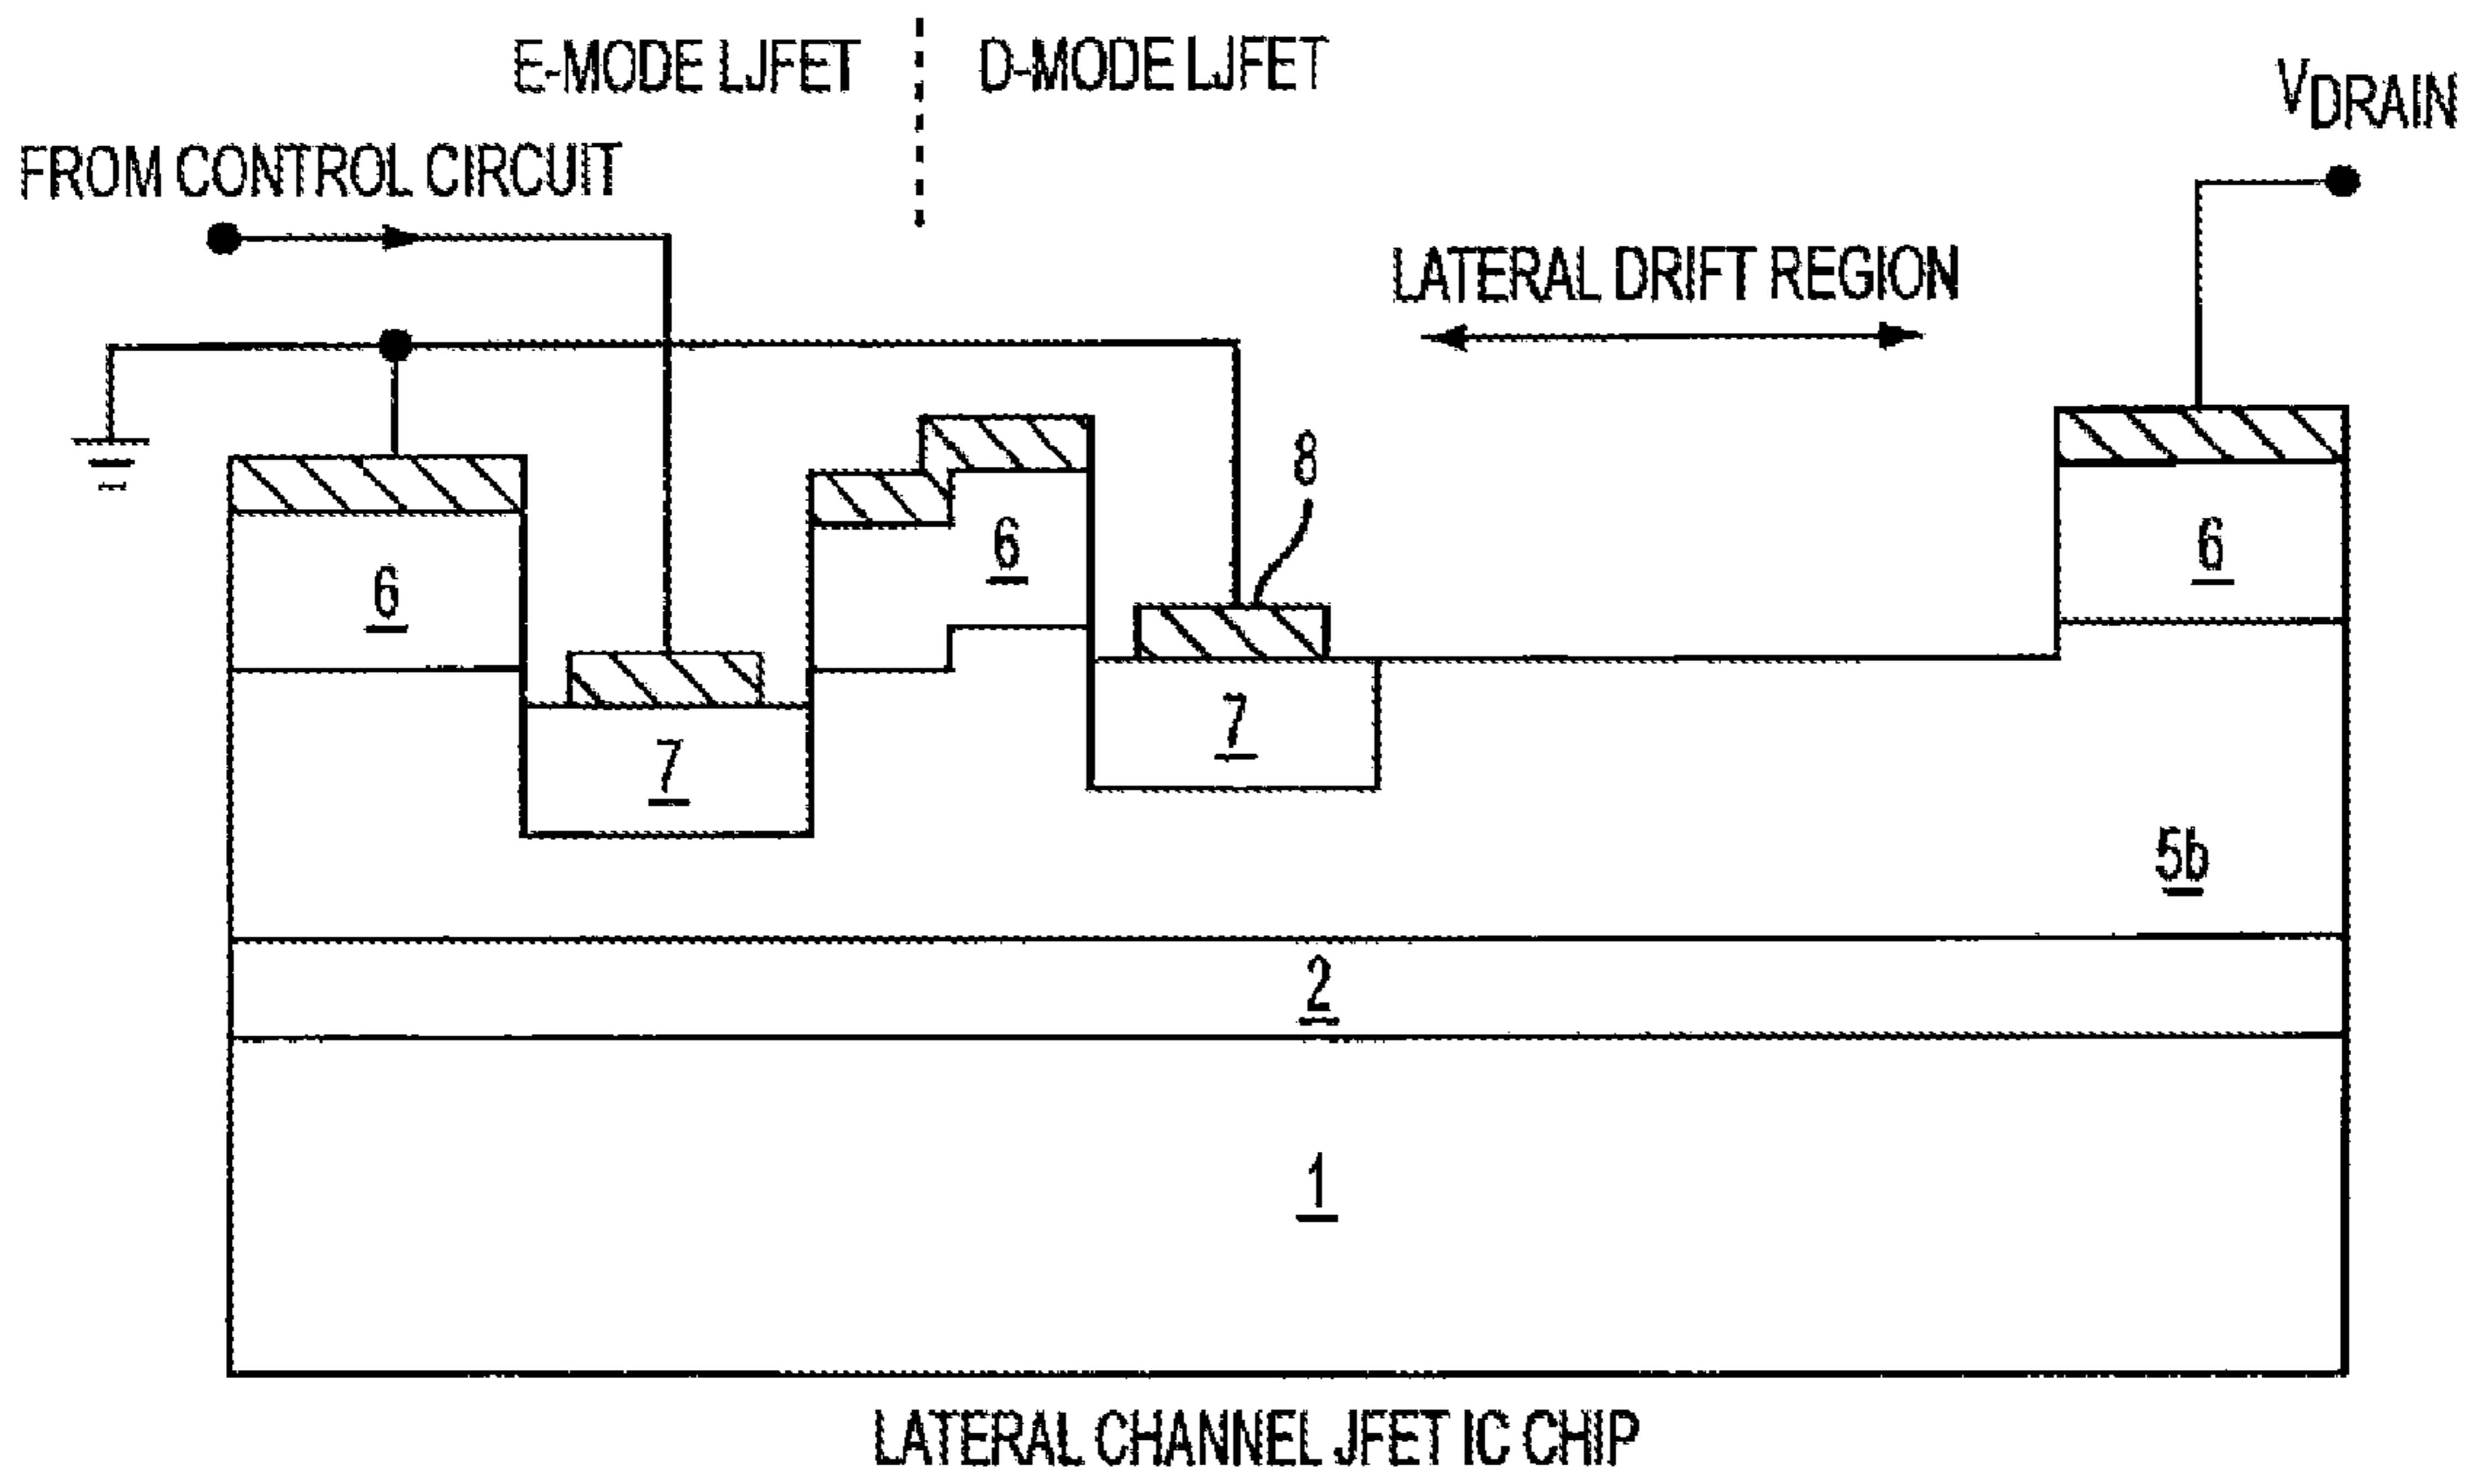 E-MODE LJFET
D-MODE LJFET
VDRAIN
FROM CONTROL CIRCUIT
LATERAL DRIFT REGION
8
6
6
6
7
7
5b
2
1
LATERAL CHANNEL JFET IC CHIP